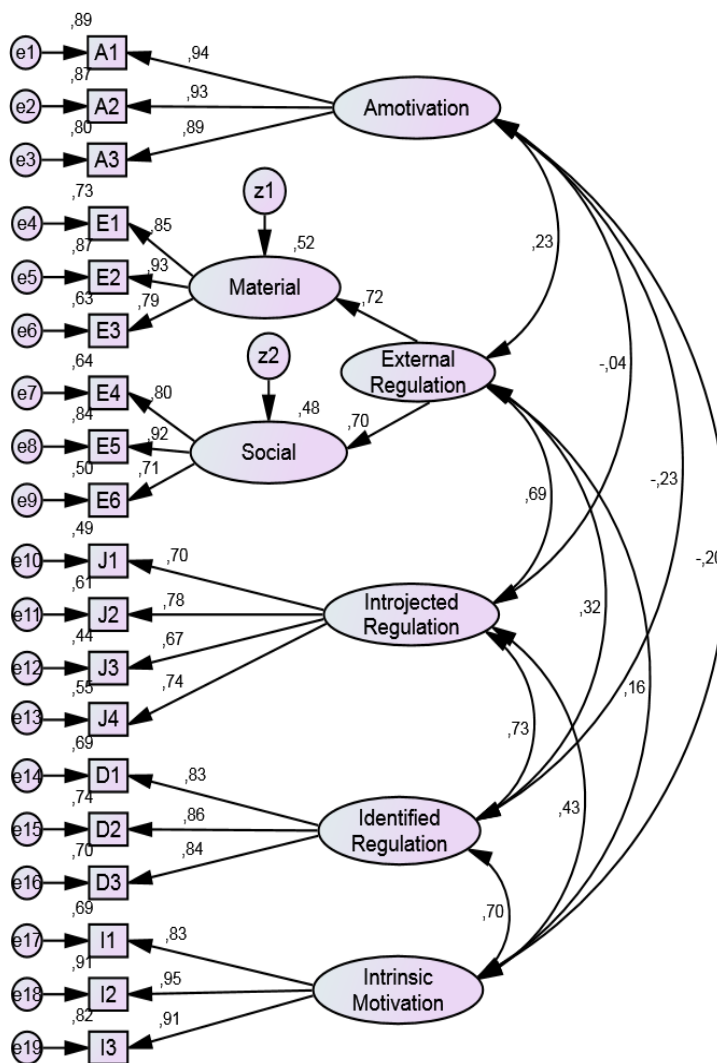 ,89
e1 A1 ,94
,87
e2 A2 ,93 Amotivation
,80
e3 A3 ,89
,73
z1
e4 E1 ,85 ,52 ,23
,87
e5 E2 ,93 Material
,63
e6 E3 ,79 ,72
,64
z2 External
Regulation -,04
e7 E4 ,80 ,48 ,70
,84
e8 E5 ,92 Social
,50
e9 E6 ,71 ,69 -,23
,49
-,20
e10 J1 ,70
,61
e11 J2 ,78 Introjected
Regulation ,32
,44
e12 J3 ,67
,55
e13 J4 ,74 ,16
,69
,73
e14 D1 ,83
,74
e15 D2 ,86 Identified
Regulation ,43
,70
e16 D3 ,84
,69
,70
e17 I1 ,83
,91
e18 I2 ,95 Intrinsic
Motivation
,82
e19 I3 ,91